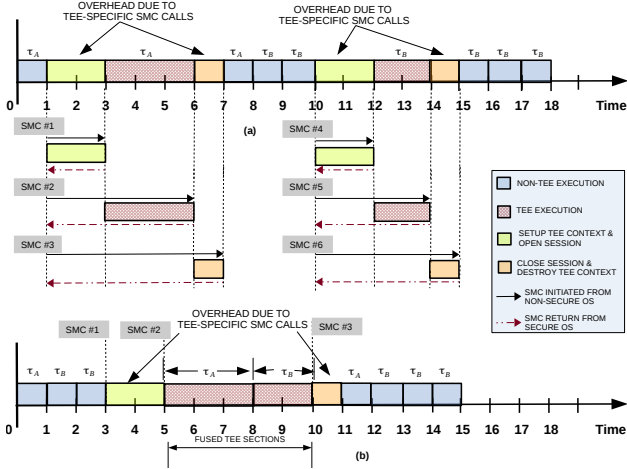 OVERHEAD DUE TO
TEE-SPECIFIC SMC CALLS
OVERHEAD DUE TO
TEE-SPECIFIC SMC CALLS
τA τA τA τB τB τB τB τB τB
0 1 2 3 4 5 6 7 8 9 10 11 12 13 14 15 16 17 18 Time
(a)
SMC #1
SMC #4
SMC #2
SMC #5
SMC #3
SMC #6
NON-TEE EXECUTION
TEE EXECUTION
SETUP TEE CONTEXT &
OPEN SESSION
CLOSE SESSION &
DESTROY TEE CONTEXT
SMC INITIATED FROM
NON-SECURE OS
SMC RETURN FROM
SECURE OS
OVERHEAD DUE TO
TEE-SPECIFIC SMC CALLS
SMC #1 SMC #2 SMC #3
τA τB τB τA τB τA τB τB τB
0 1 2 3 4 5 6 7 8 9 10 11 12 13 14 15 16 17 18 Time
FUSED TEE SECTIONS
(b)